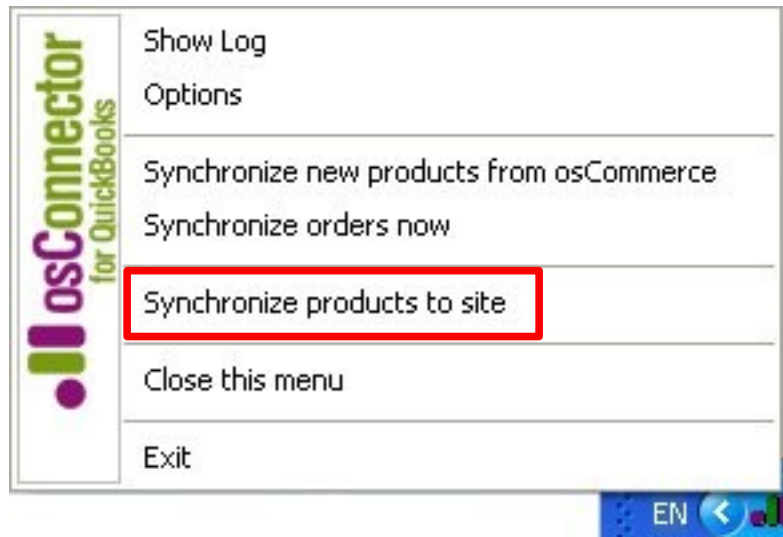 osConnector
for QuickBooks
Show Log
Options
Synchronize new products from osCommerce
Synchronize orders now
Synchronize products to site
Close this menu
Exit
EN